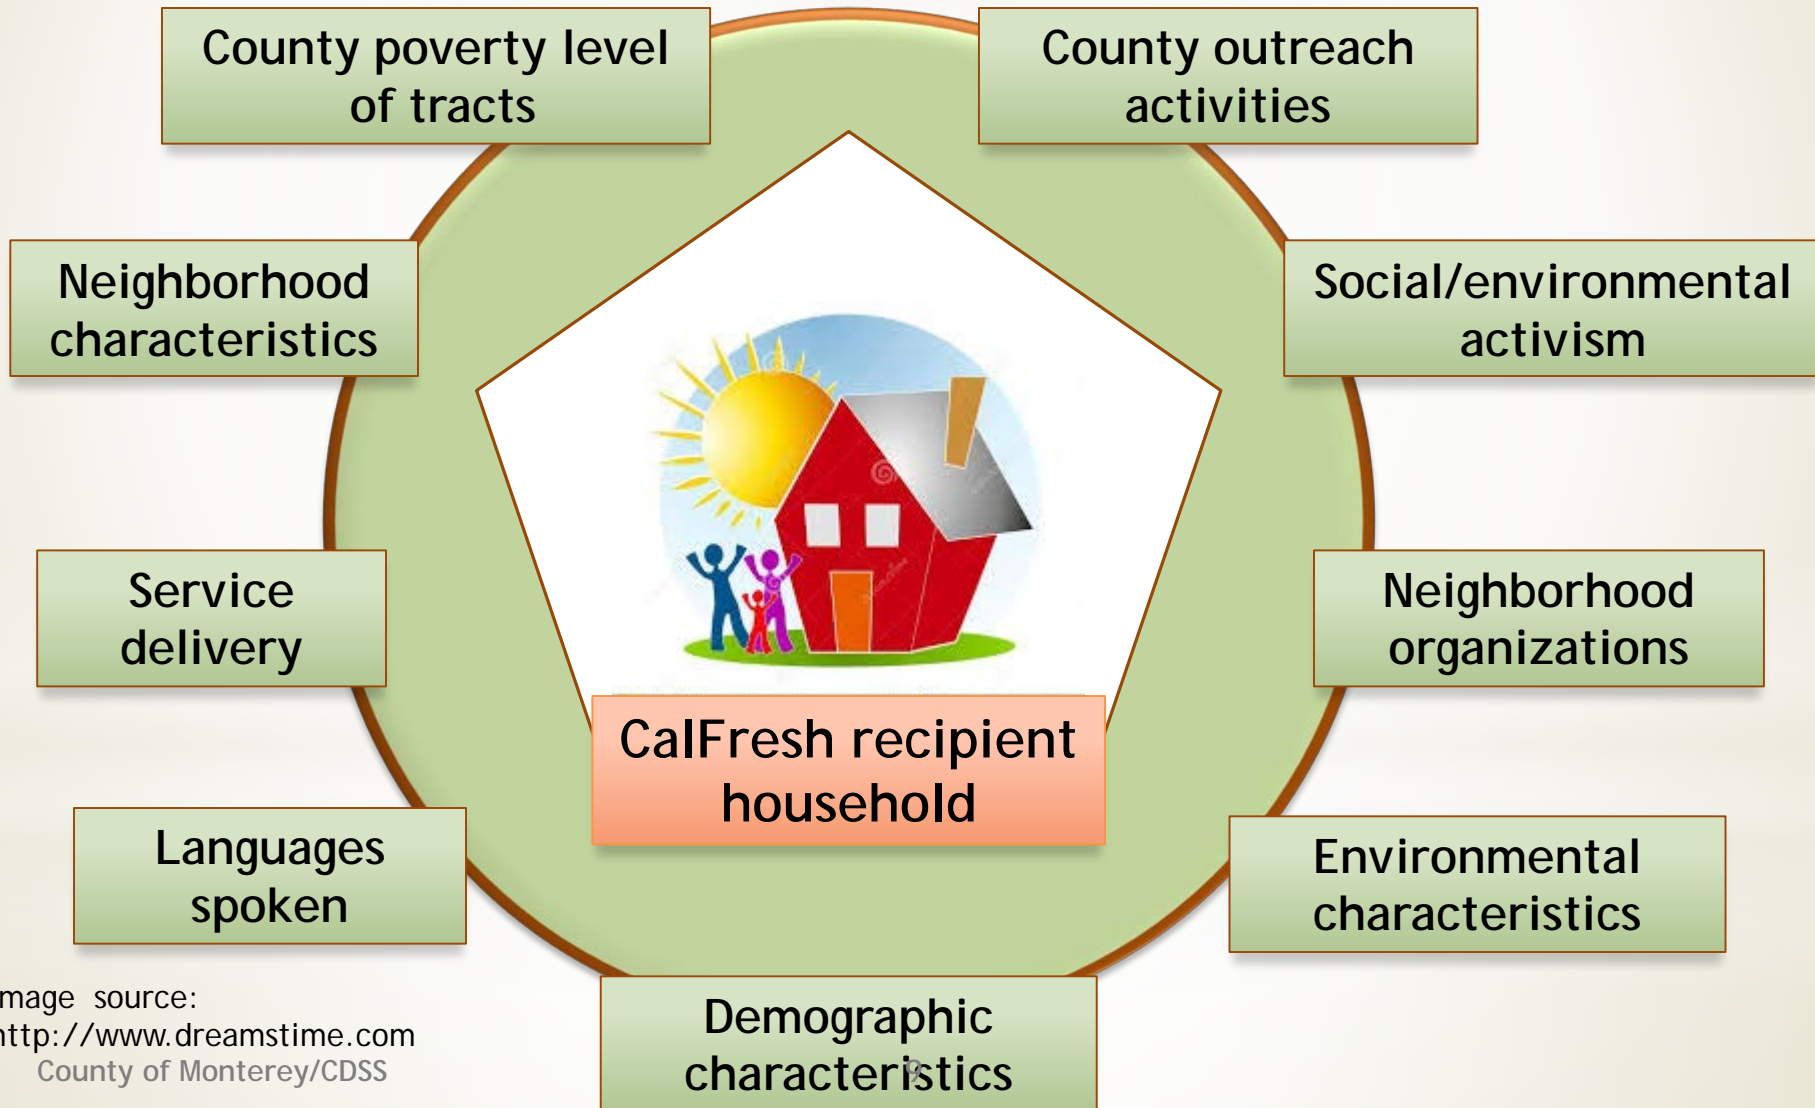 County poverty level
of tracts
County outreach
activities
Neighborhood
characteristics
Social/environmental
activism
Service
delivery
Neighborhood
organizations
CalFresh recipient
household
Languages
spoken
Environmental
characteristics
Demographic
characteristics
mage source:
http://www.dreamstime.com
County of Monterey/CDSS
9